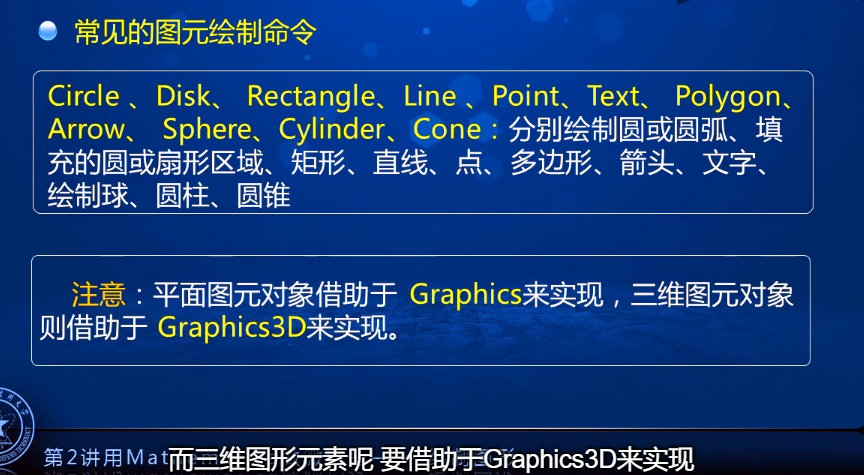 常见的图元绘制命令
Circle 、Disk、 Rectangle、Line 、Point、Text、 Polygon、
Arrow、 Sphere、Cylinder、Cone：分别绘制圆或圆弧、填
充的圆或扇形区域、矩形、直线、点、多边形、箭头、文字、
绘制球、圆柱、圆锥
注意：平面图元对象借助于 Graphics来实现，三维图元对象
则借助于 Graphics3D来实现。
第2讲用Mat
而三维图形元素呢 要借助于Graphics3D来实现